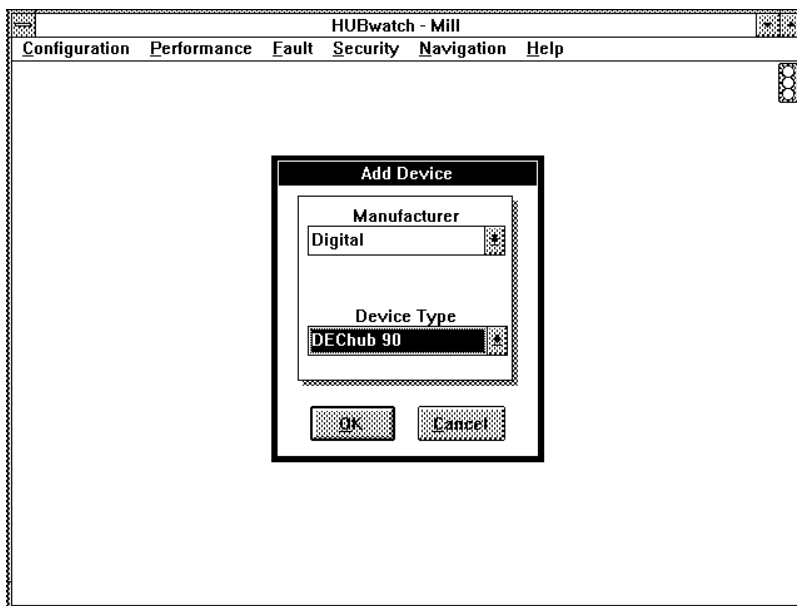 HUBwatch - Mill
Configuration Performance Fault Security Navigation Help
Add Device
Manufacturer
Digital
Device Type
DEChub 90
OK Cancel